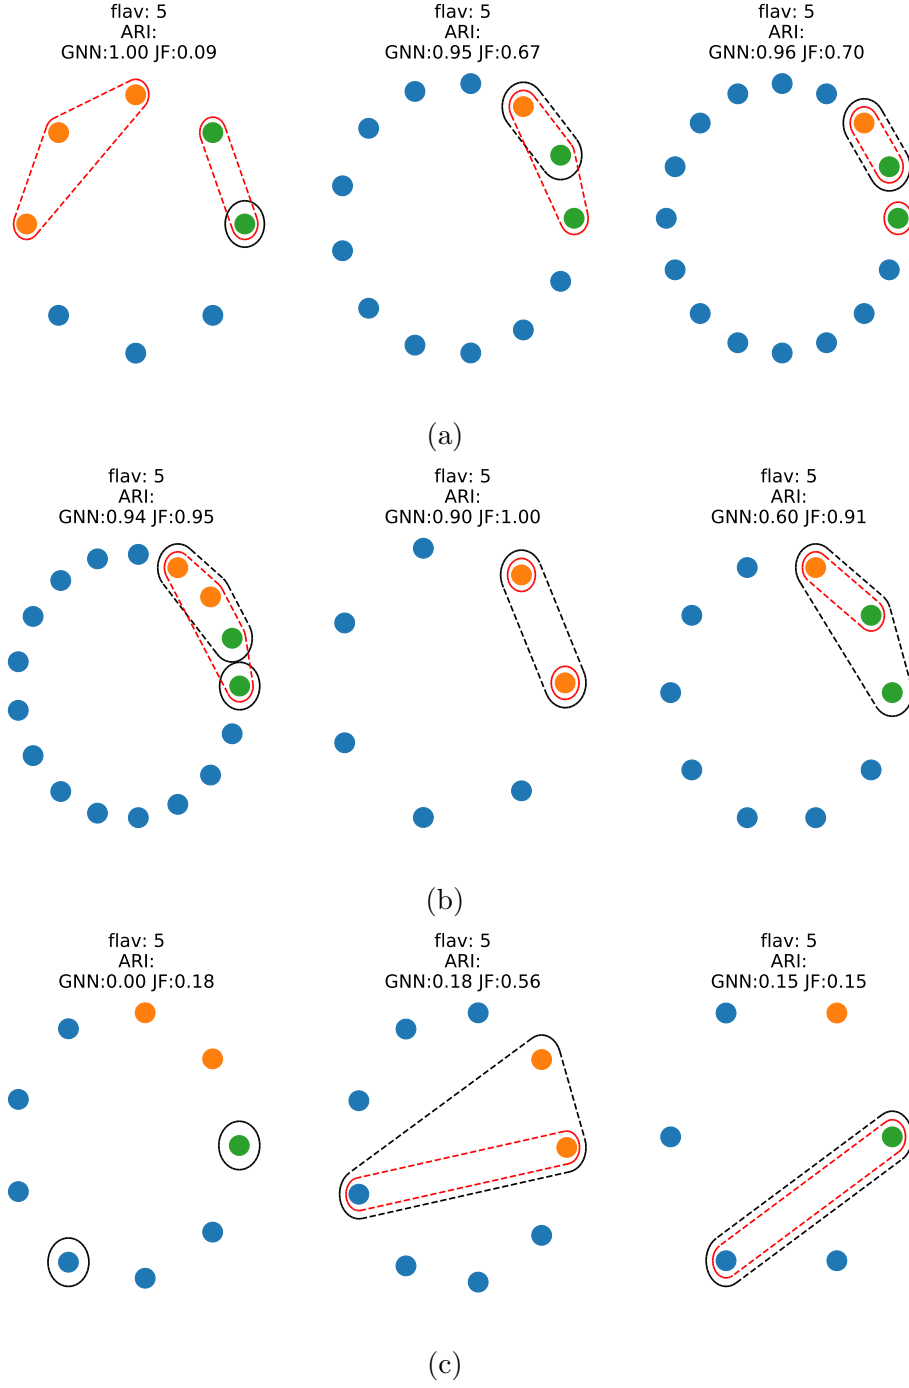 flav: 5
ARI:
GNN:1.00 JF:0.09
flav: 5
ARI:
GNN:0.95 JF:0.67
flav: 5
ARI:
GNN:0.96 JF:0.70
(a)
flav: 5
ARI:
GNN:0.94 JF:0.95
flav: 5
ARI:
GNN:0.90 JF:1.00
flav: 5
ARI:
GNN:0.60 JF:0.91
(b)
flav: 5
ARI:
GNN:0.00 JF:0.18
flav: 5
ARI:
GNN:0.18 JF:0.56
flav: 5
ARI:
GNN:0.15 JF:0.15
(c)